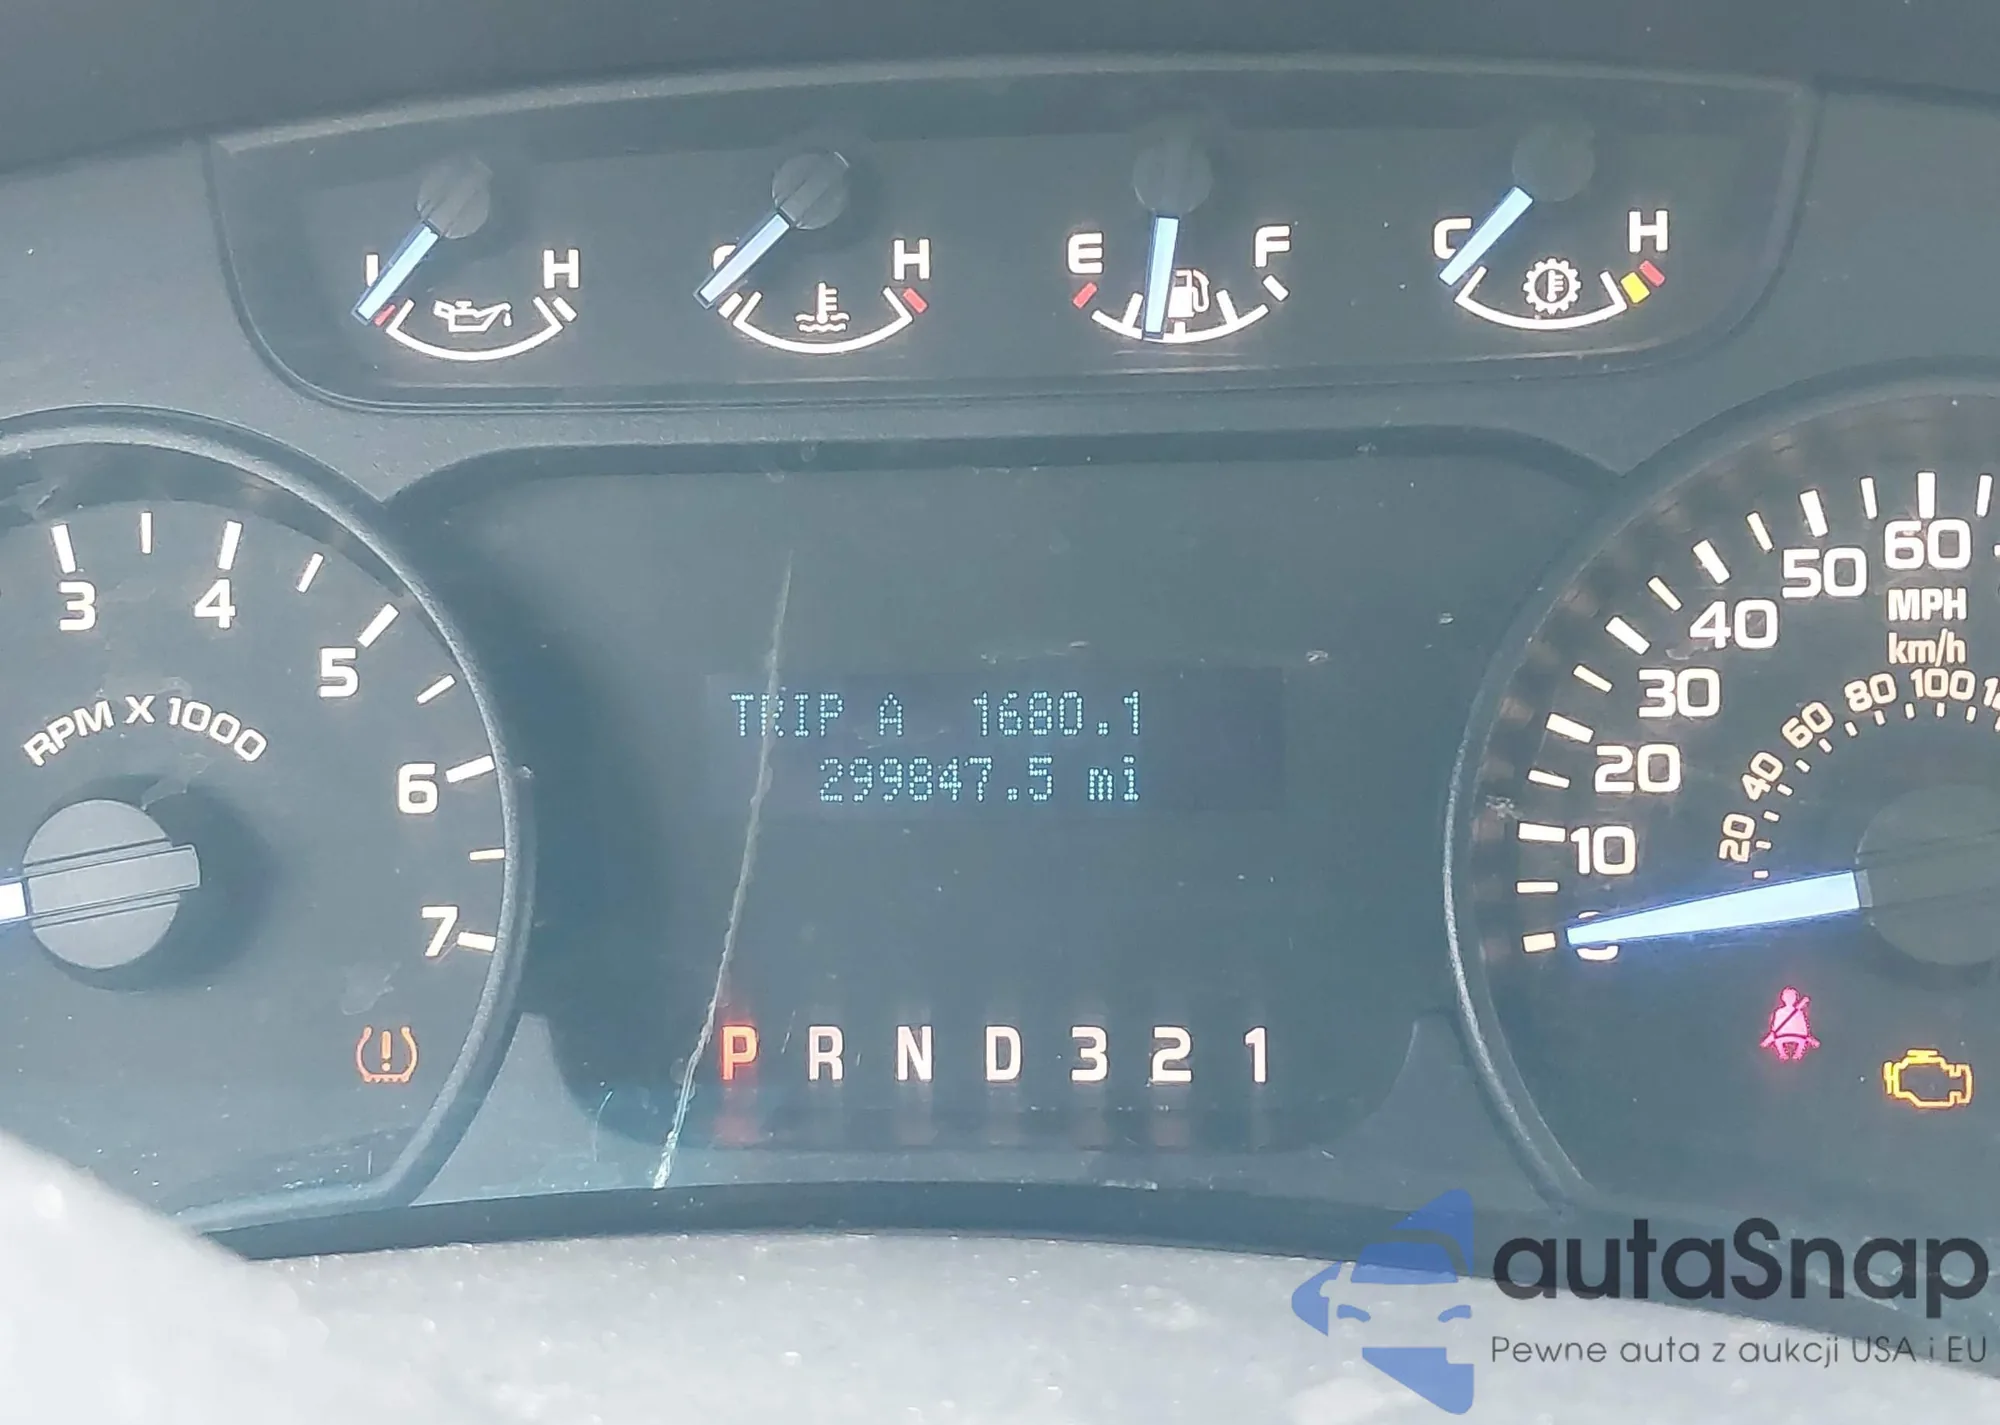 L H
C H
E F
C H
3 4 5 6 7
RPM X 1000
TRIP A 1680.1
299847.5 mi
P R N D 3 2 1
0 10 20 30 40 50 60
MPH
km/h
20 40 60 80 100
autaSnap
Pewne auta z aukcji USA i EU